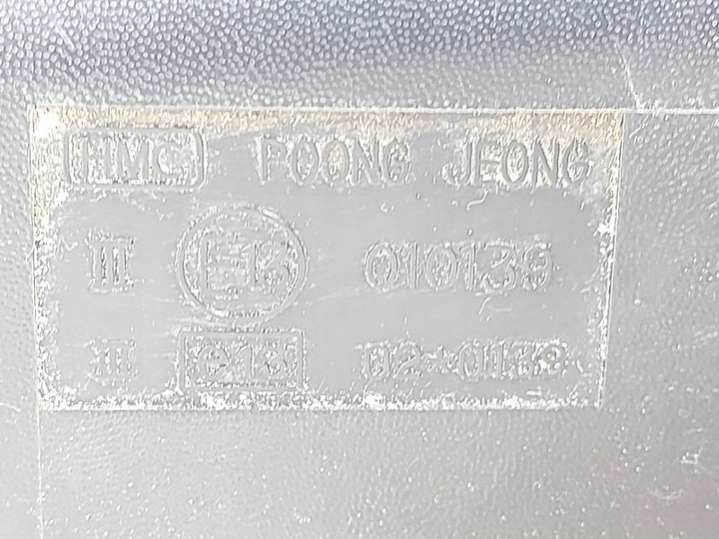 HMC POONG JEONG
III E13 010139
III e13 02*0139